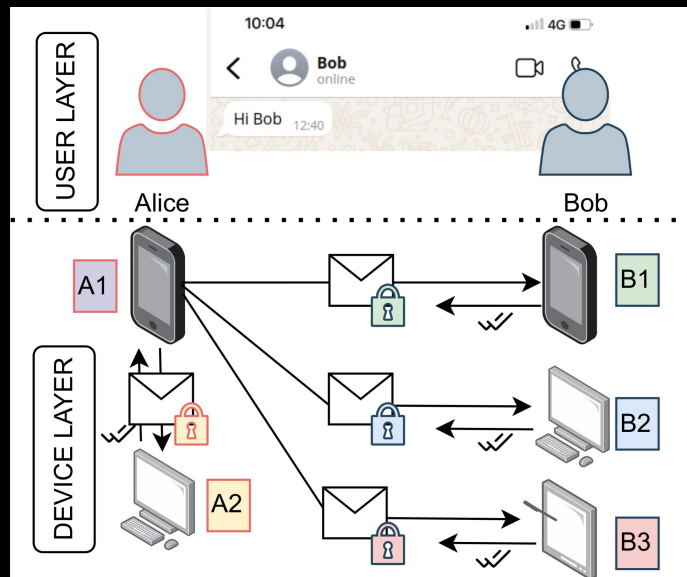 USER LAYER
10:04
4G
Bob
online
Hi Bob 12:40
Alice
Bob
A1
B1
DEVICE LAYER
B2
A2
B3